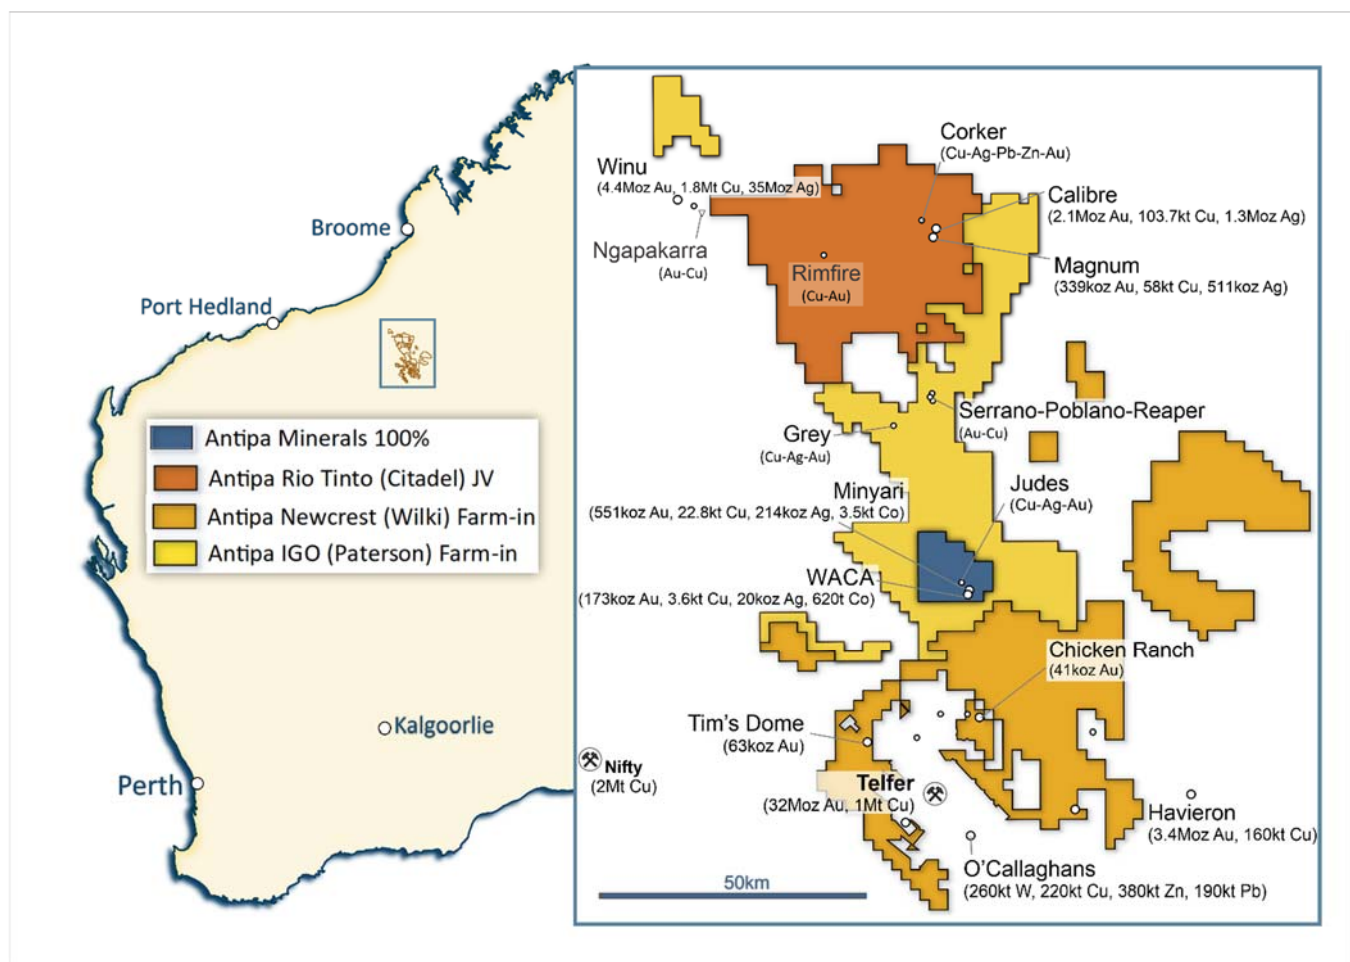 Corker
(Cu-Ag-Pb-Zn-Au)
Winu
(4.4Moz Au, 1.8Mt Cu, 35Moz Ag)
Calibre
(2.1Moz Au, 103.7kt Cu, 1.3Moz Ag)
Broome
Ngapakarra
(Au-Cu)
Rimfire
(Cu-Au)
Magnum
(339koz Au, 58kt Cu, 511koz Ag)
Port Hedland
Serrano-Poblano-Reaper
(Au-Cu)
Grey
(Cu-Ag-Au)
Antipa Minerals 100%
Antipa Rio Tinto (Citadel) JV
Antipa Newcrest (Wilki) Farm-in
Antipa IGO (Paterson) Farm-in
Judes
(Cu-Ag-Au)
Minyari
(551koz Au, 22.8kt Cu, 214koz Ag, 3.5kt Co)
WACA
(173koz Au, 3.6kt Cu, 20koz Ag, 620t Co)
Chicken Ranch
(41koz Au)
Kalgoorlie
Tim's Dome
(63koz Au)
Perth
Nifty
(2Mt Cu)
Telfer
(32Moz Au, 1Mt Cu)
Havieron
(3.4Moz Au, 160kt Cu)
O'Callaghans
(260kt W, 220kt Cu, 380kt Zn, 190kt Pb)
50km